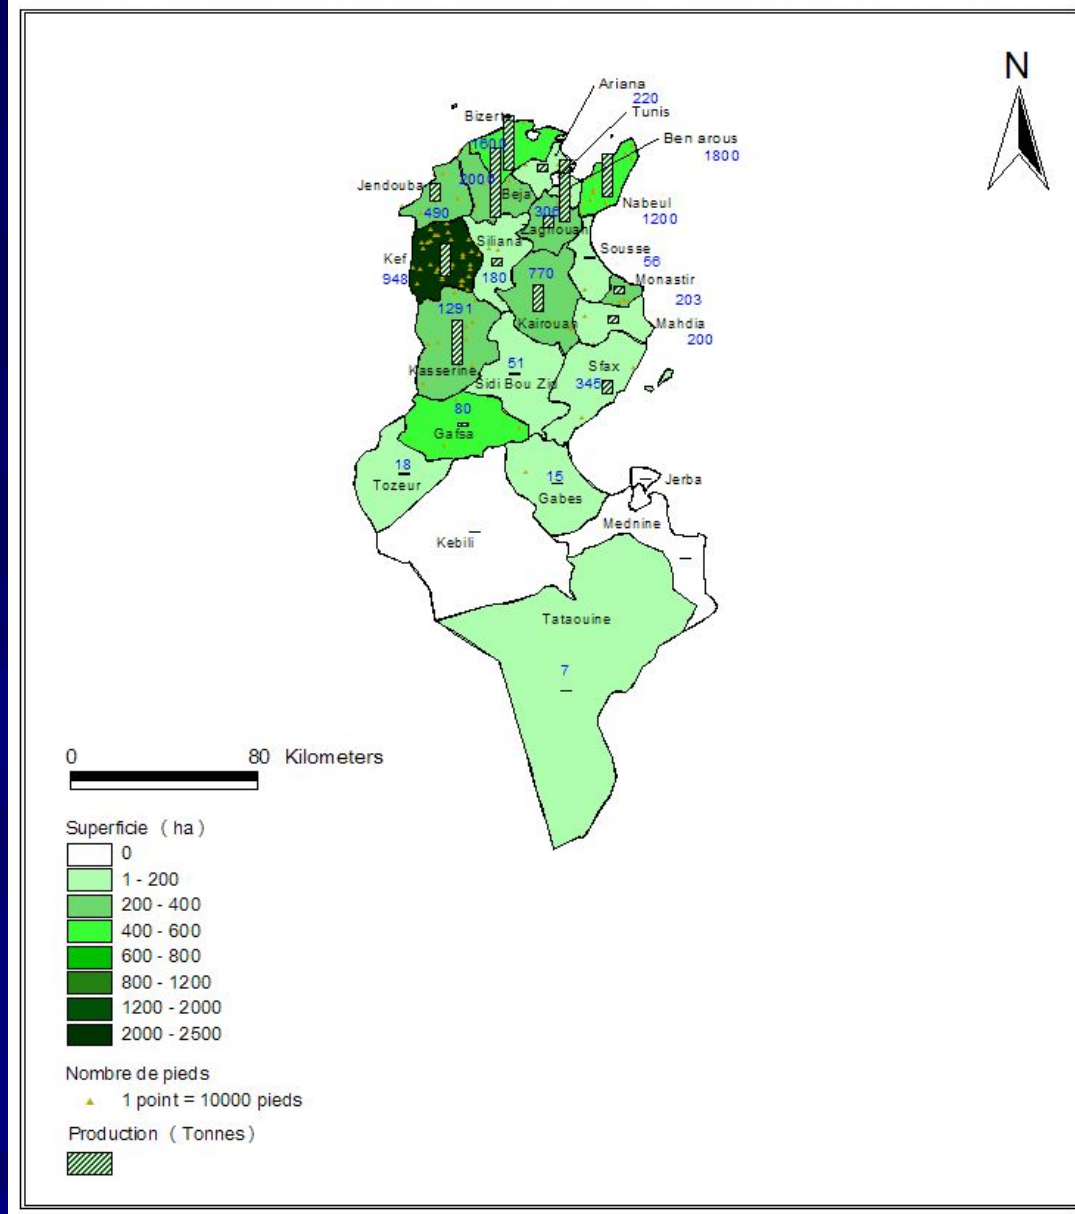 N
Ariana
220
Tunis
Bizerte
1600
Ben arous
1800
Jendouba
490
2000
Beja
306
Zaghouan
Nabeul
1200
Kef
948
Siliana
180
770
Kairouan
Sousse
56
Monastir
203
Mahdia
200
1291
Kasserine
51
Sidi Bou Zid
Sfax
345
80
Gafsa
18
Tozeur
15
Gabes
Jerba
Mednine
Kebili
Tataouine
7
0 80 Kilometers
Superficie ( ha )
0
1 - 200
200 - 400
400 - 600
600 - 800
800 - 1200
1200 - 2000
2000 - 2500
Nombre de pieds
1 point = 10000 pieds
Production ( Tonnes )